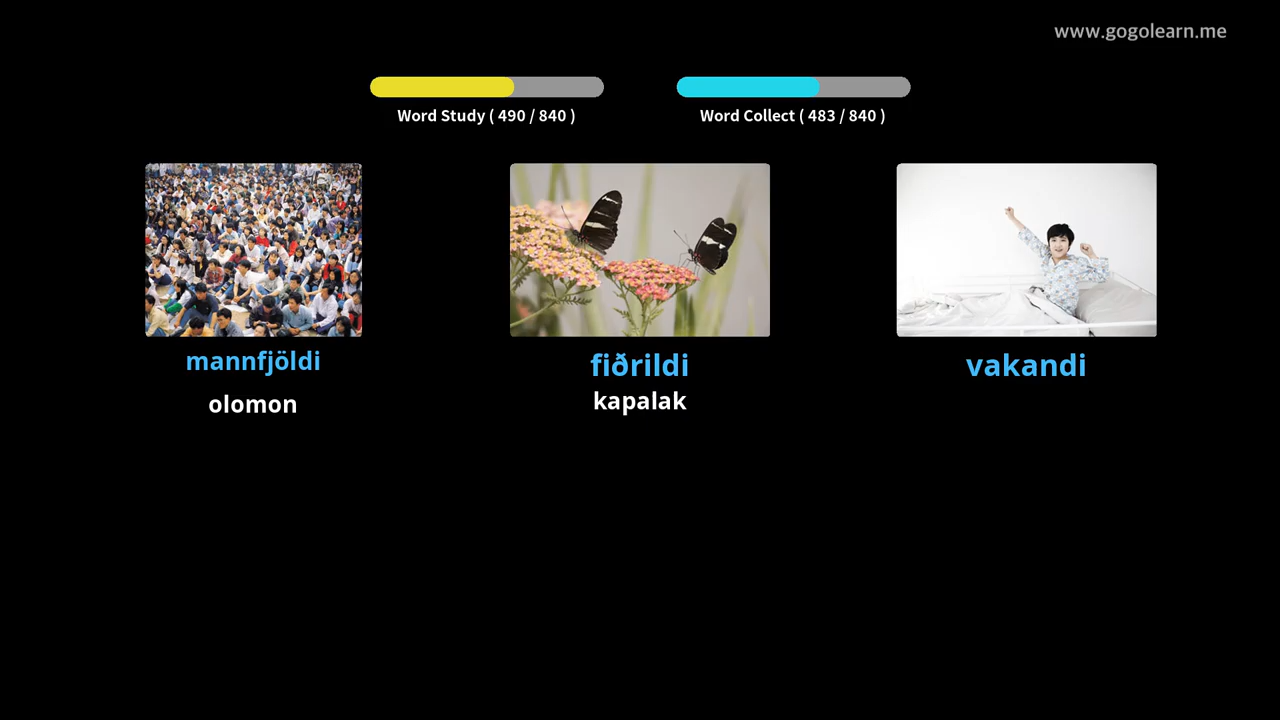 www.gogolearn.me
Word Study ( 490 / 840 )
Word Collect ( 483 / 840 )
mannfjöldi
olomon
fiðrildi
kapalak
vakandi